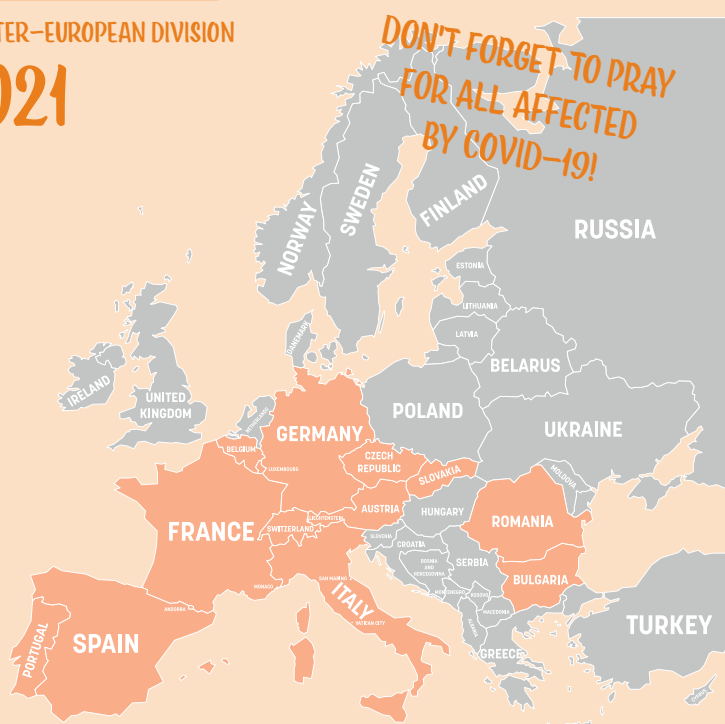 TER-EUROPEAN DIVISION
021
DON'T FORGET TO PRAY
FOR ALL AFFECTED
BY COVID-19!
NORWAY
SWEDEN
FINLAND
RUSSIA
ESTONIA
LITHUANIA
LATVIA
DANEMARK
BELARUS
IRELAND
UNITED
KINGDOM
NETHERLANDS
POLAND
GERMANY
UKRAINE
BELGIUM
CZECH
REPUBLIC
LUXEMBOURG
SLOVAKIA
MOLDOVA
AUSTRIA
HUNGARY
FRANCE
SWITZERLAND
LIECHTENSTEIN
ROMANIA
SLOVENIA
CROATIA
SERBIA
BOSNIA
AND
HERZEGOVINA
BULGARIA
MONACO
SAN MARINO
ITALY
VATICAN CITY
MONTENEGRO
KOSOVO
MACEDONIA
ALBANIA
ANDORRA
PORTUGAL
SPAIN
GREECE
TURKEY
CYPRUS